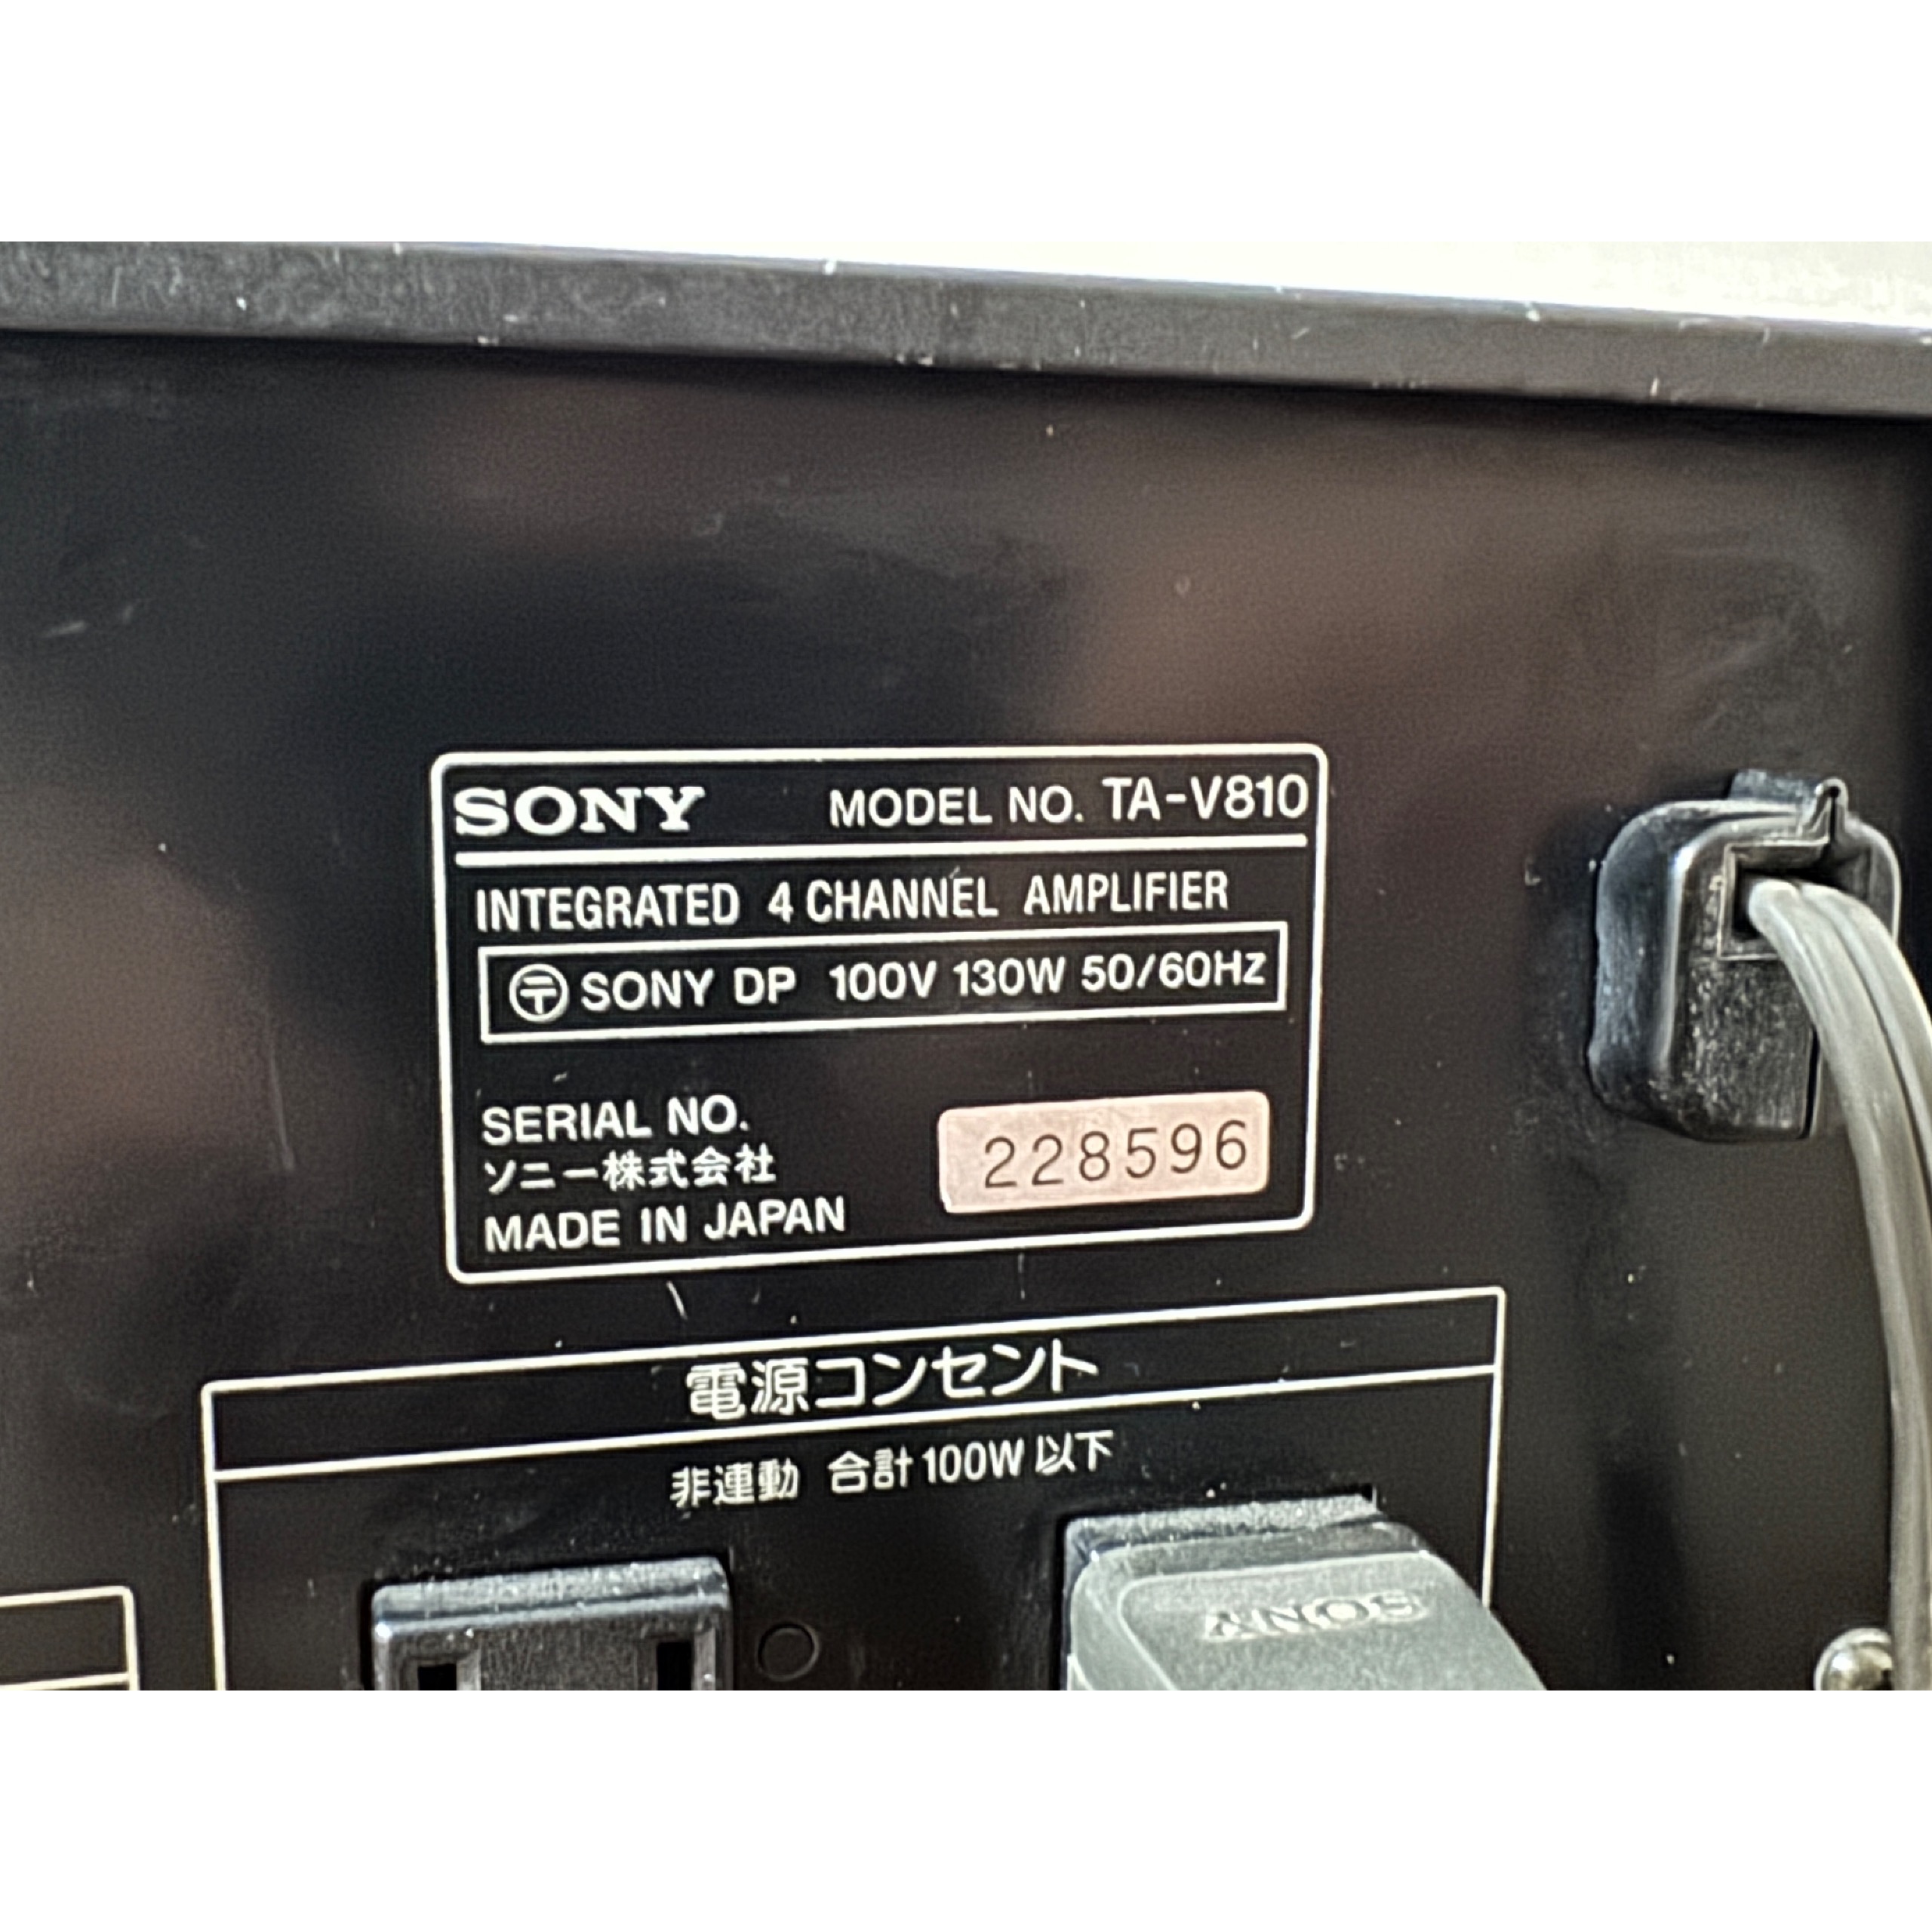 SONY MODEL NO. TA-V810
INTEGRATED 4 CHANNEL AMPLIFIER
〒 SONY DP 100V 130W 50/60Hz
SERIAL NO. 228596
ソニー株式会社
MADE IN JAPAN
電源コンセント
非連動 合計100W以下
SONY